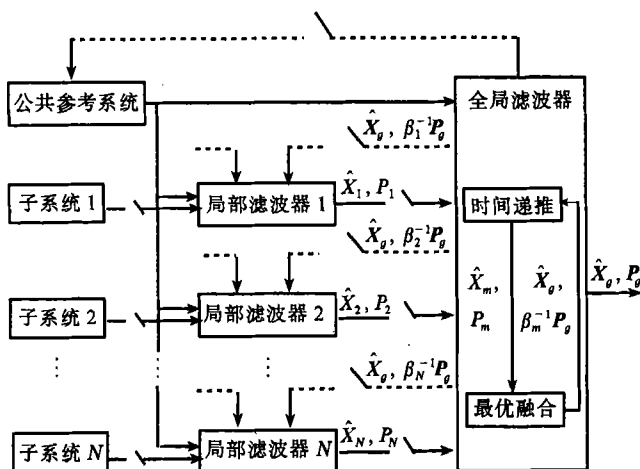 公共参考系统
全局滤波器
X̂g, β₁⁻¹Pg
子系统 1
局部滤波器 1
X̂₁, P₁
时间递推
X̂g, β₂⁻¹Pg
X̂m,
Pm
X̂g,
βm⁻¹Pg
X̂g, Pg
子系统 2
局部滤波器 2
X̂₂, P₂
⋮
⋮
X̂g, βN⁻¹Pg
最优融合
子系统 N
局部滤波器 N
X̂N, PN